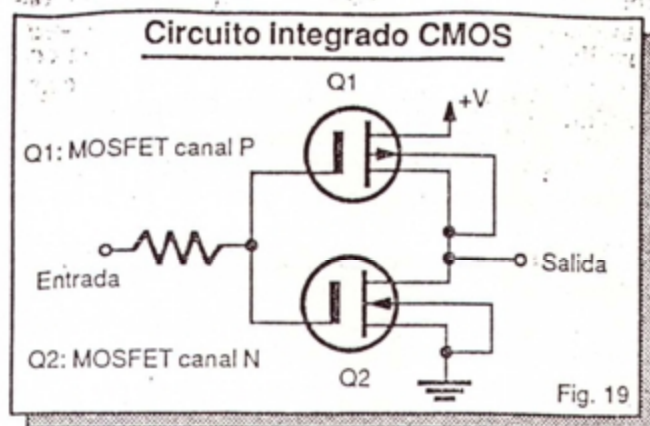 Circuito integrado CMOS
Q1
+V
Q1: MOSFET canal P
Entrada
Salida
Q2: MOSFET canal N
Q2
Fig. 19